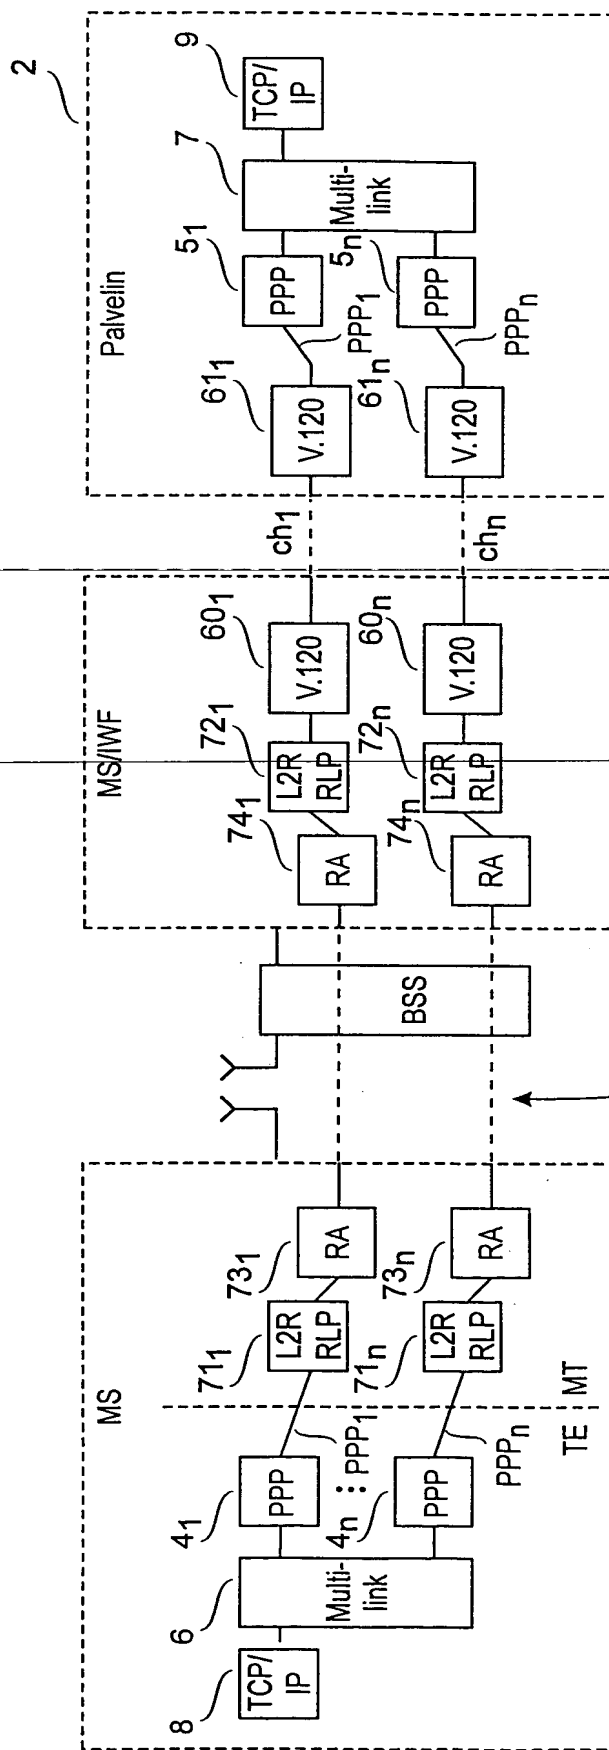 MS
8
TCP/
IP
6
Multi-
link
4₁
PPP
PPP₁
4ₙ
PPP
PPPₙ
TE
MT
71₁
L2R
RLP
71ₙ
L2R
RLP
73₁
RA
73ₙ
RA
BSS
MS/IWF
74₁
RA
74ₙ
RA
72₁
L2R
RLP
72ₙ
L2R
RLP
60₁
V.120
60ₙ
V.120
ch₁
chₙ
2
Palvelin
61₁
V.120
61ₙ
V.120
PPP₁
PPPₙ
5₁
PPP
5ₙ
PPP
7
Multi-
link
9
TCP/
IP